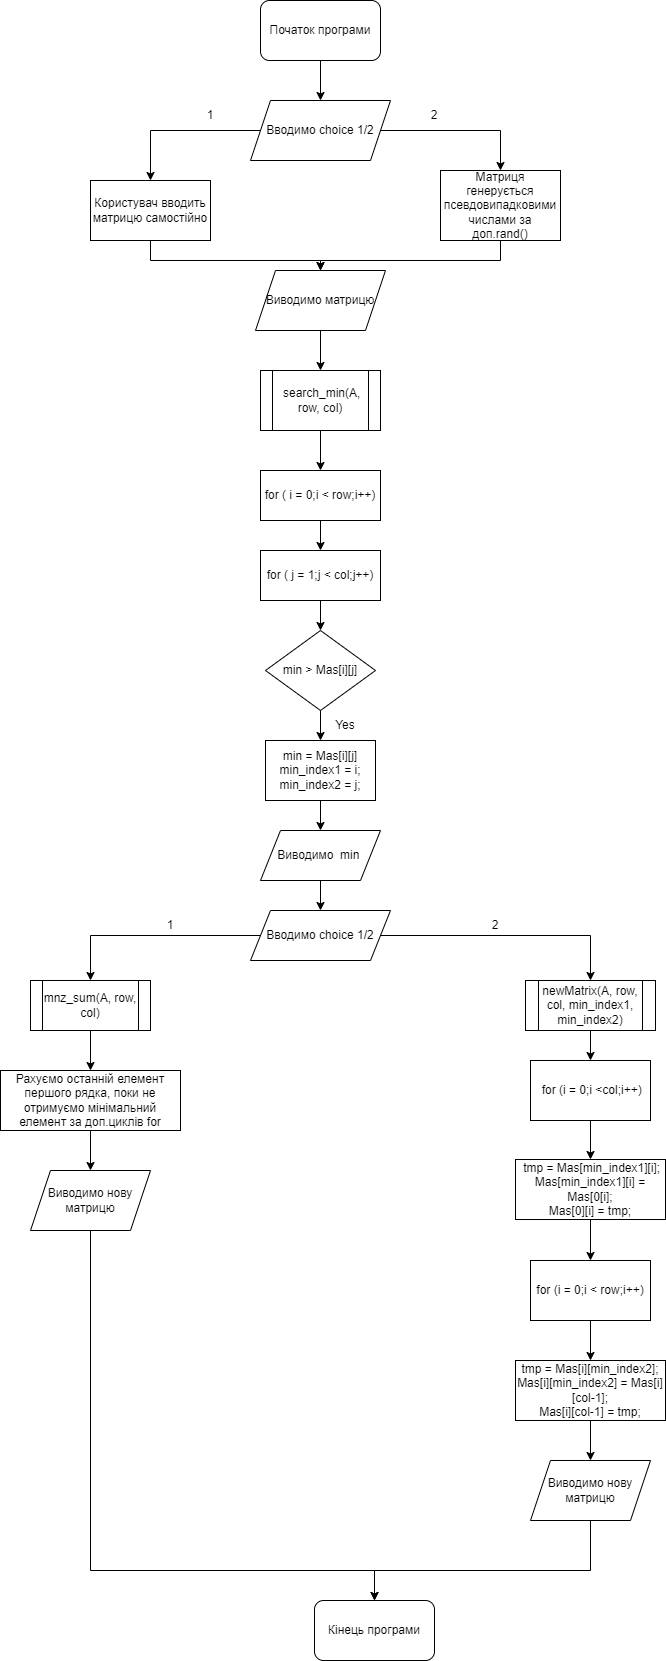 Початок програми
1
2
Вводимо choice 1/2
Користувач вводить
матрицю самостійно
Матриця
генерується
псевдовипадковими
числами за
доп.rand()
Виводимо матрицю
search_min(A,
row, col)
for ( i = 0;i < row;i++)
for ( j = 1;j < col;j++)
min > Mas[i][j]
Yes
min = Mas[i][j]
min_index1 = i;
min_index2 = j;
Виводимо min
1
2
Вводимо choice 1/2
mnz_sum(A, row,
col)
newMatrix(A, row,
col, min_index1,
min_index2)
Рахуємо останній елемент
першого рядка, поки не
отримуємо мінімальний
елемент за доп.циклів for
for (i = 0;i <col;i++)
Виводимо нову
матрицю
tmp = Mas[min_index1][i];
Mas[min_index1][i] =
Mas[0[i];
Mas[0][i] = tmp;
for (i = 0;i < row;i++)
tmp = Mas[i][min_index2];
Mas[i][min_index2] = Mas[i]
[col-1];
Mas[i][col-1] = tmp;
Виводимо нову
матрицю
Кінець програми